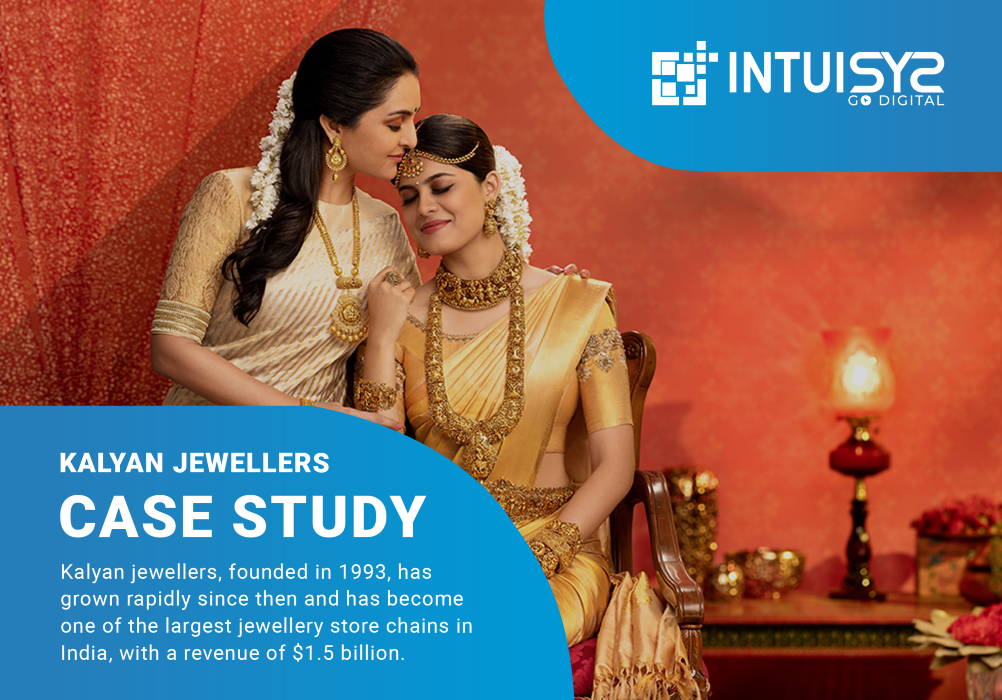 INTUISYS
GO DIGITAL
KALYAN JEWELLERS
CASE STUDY
Kalyan jewellers, founded in 1993, has
grown rapidly since then and has become
one of the largest jewellery store chains in
India, with a revenue of $1.5 billion.